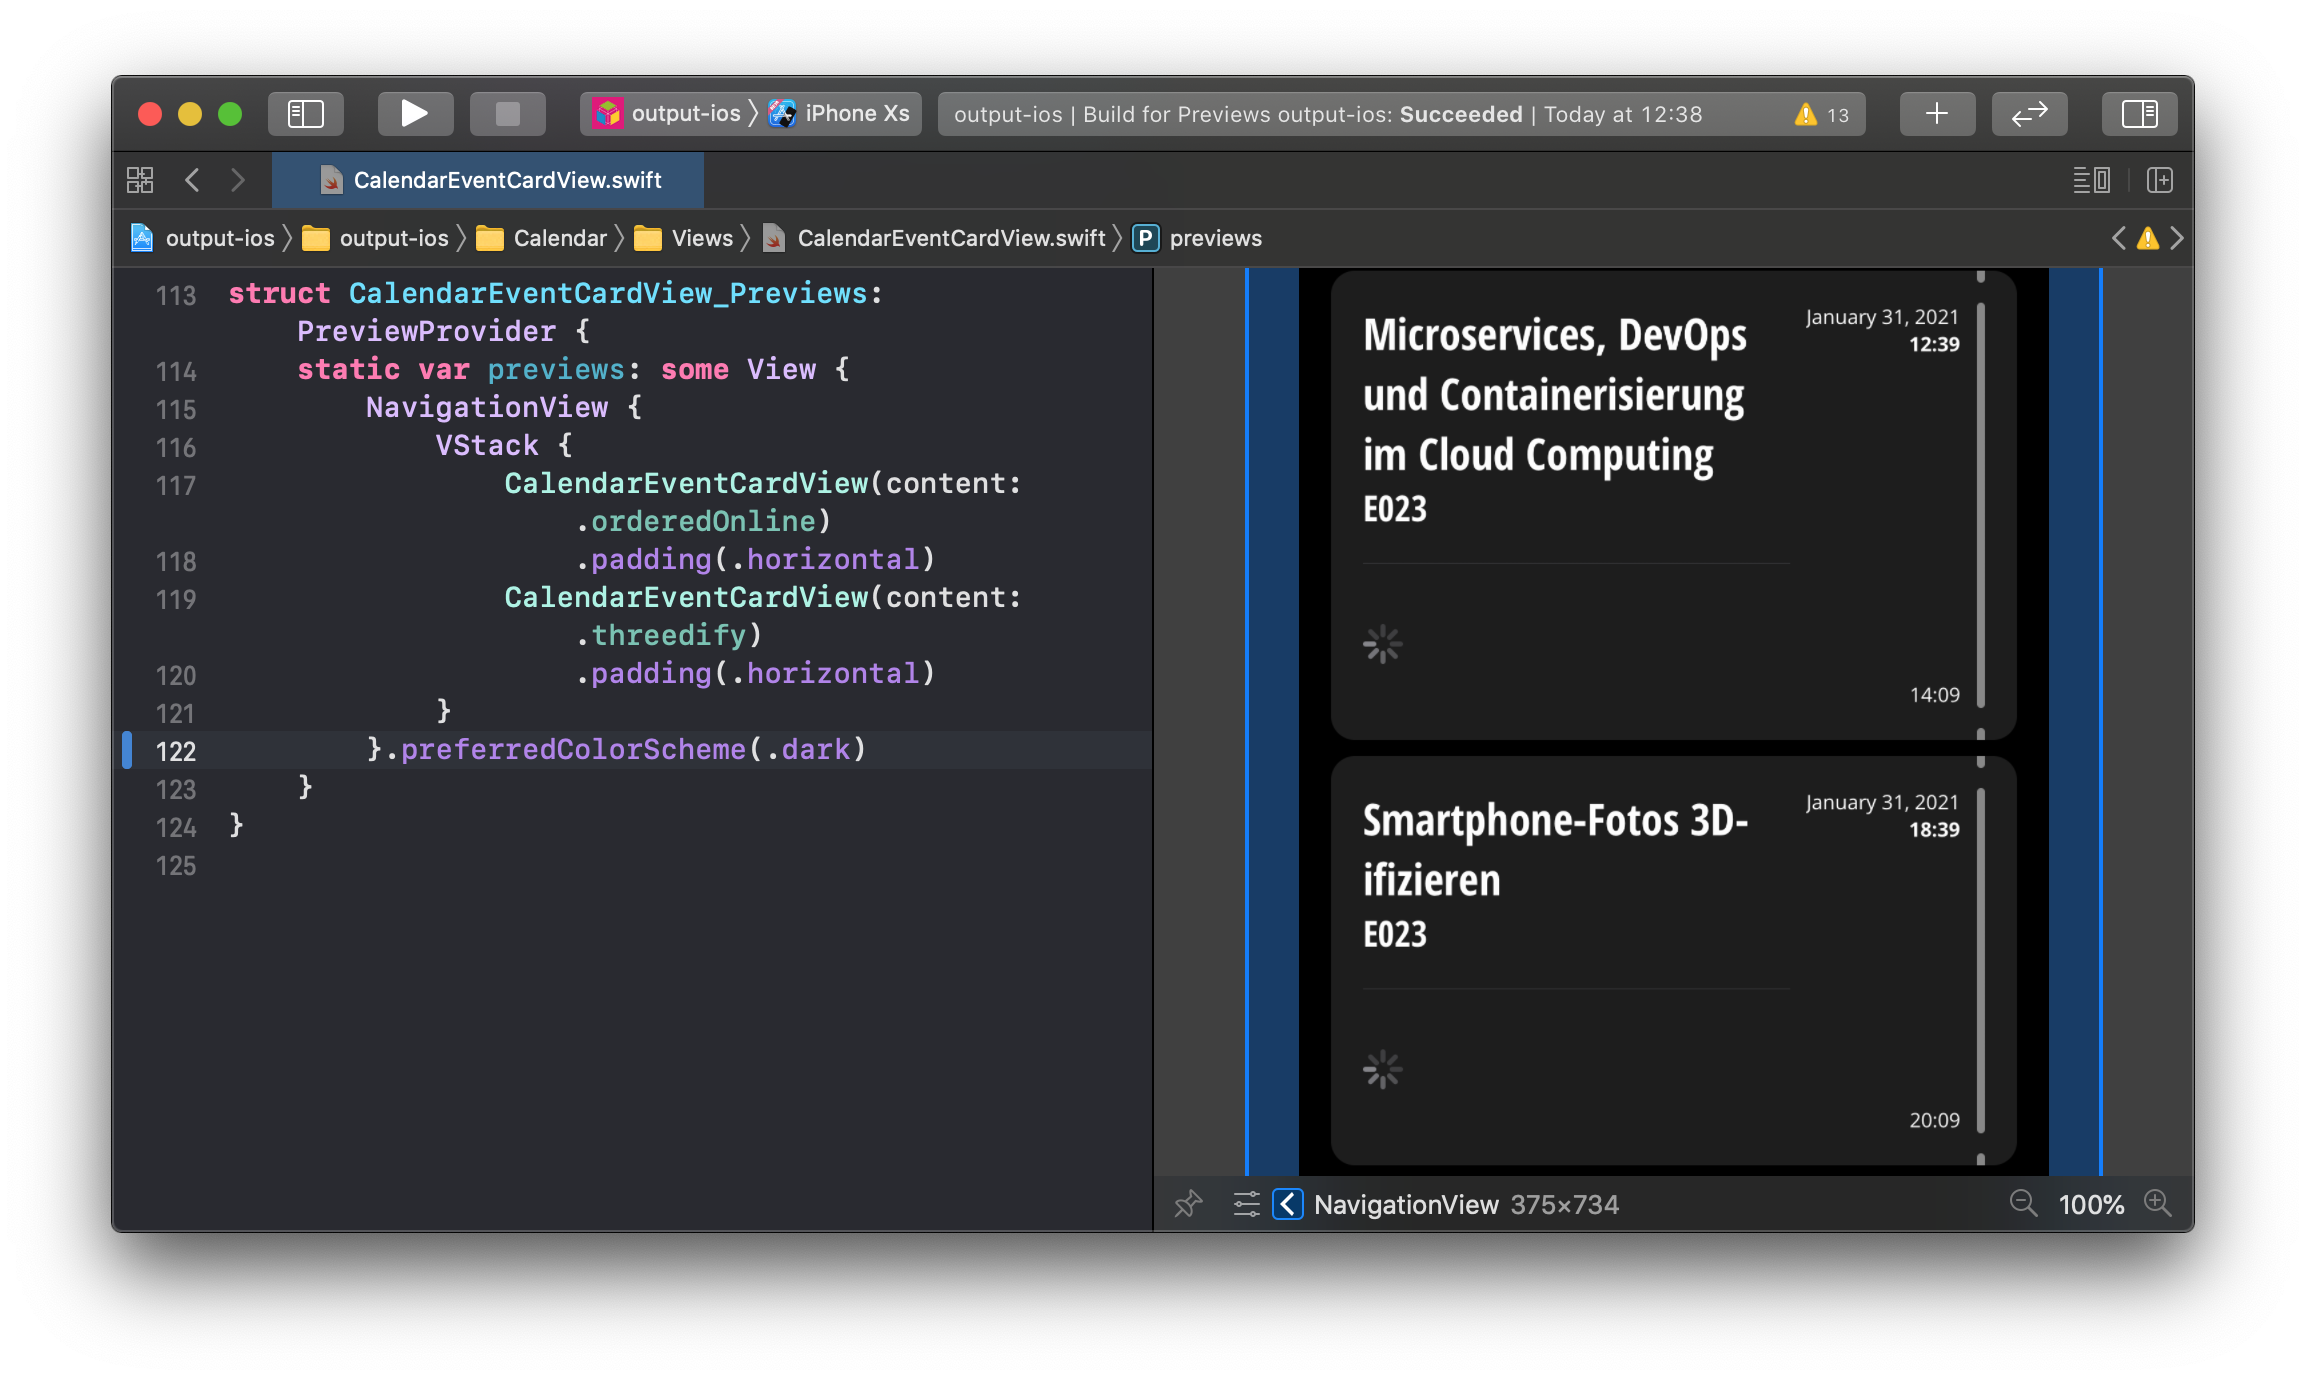 output-ios 〉 iPhone Xs
output-ios | Build for Previews output-ios: Succeeded | Today at 12:38
13
CalendarEventCardView.swift
output-ios 〉 output-ios 〉 Calendar 〉 Views 〉 CalendarEventCardView.swift 〉 P previews
113 struct CalendarEventCardView_Previews:
PreviewProvider {
114 static var previews: some View {
115 NavigationView {
116 VStack {
117 CalendarEventCardView(content:
.orderedOnline)
118 .padding(.horizontal)
119 CalendarEventCardView(content:
.threedify)
120 .padding(.horizontal)
121 }
122 }.preferredColorScheme(.dark)
123 }
124 }
125
Microservices, DevOps
und Containerisierung
im Cloud Computing
E023
January 31, 2021
12:39
14:09
Smartphone-Fotos 3D-
ifizieren
E023
January 31, 2021
18:39
20:09
NavigationView 375×734
100%